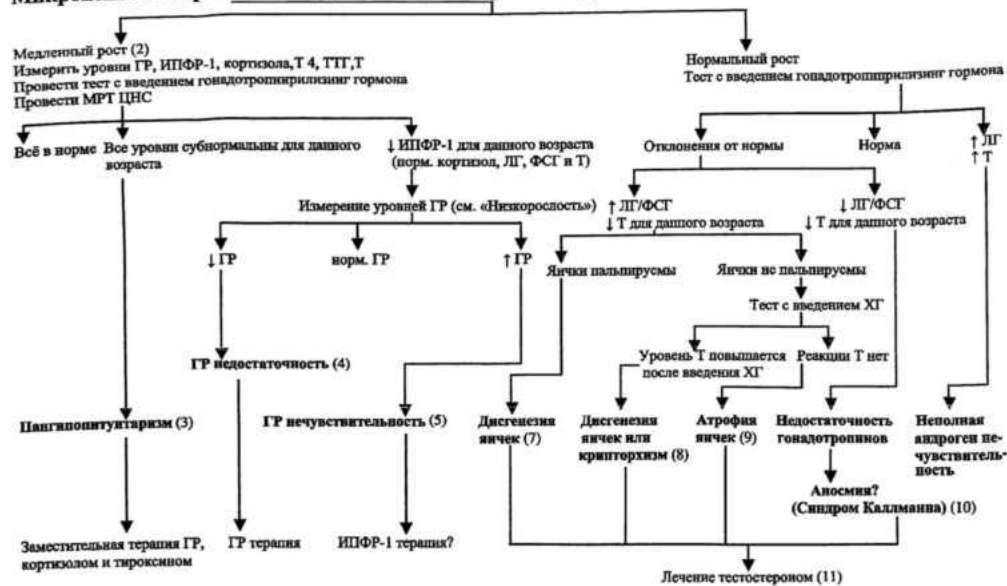 Медленный рост (2)
Измерить уровни ГР, ИПФР-1, кортизола,Т 4, ТТГ,Т
Провести тест с введением гонадотропинрилизинг гормона
Провести МРТ ЦНС
Нормальный рост
Тест с введением гонадотропинрилизинг гормона
Всё в норме
Все уровни субнормальны для данного
возраста
↓ ИПФР-1 для данного возраста
(норм. кортизол, ЛГ, ФСГ и Т)
Отклонения от нормы
Норма
↑ ЛГ
↑ Т
Измерение уровней ГР (см. «Низкорослость»)
↑ ЛГ/ФСГ
↓ Т для данного возраста
↓ ЛГ/ФСГ
↓ Т для данного возраста
↓ ГР
норм. ГР
↑ ГР
Яички пальпируемы
Яички не пальпируемы
Тест с введением ХГ
ГР недостаточность (4)
Уровень Т повышается
после введения ХГ
Реакции Т нет
Пангипопитуитаризм (3)
ГР нечувствительность (5)
Дисгенезия
яичек (7)
Дисгенезия
яичек или
крипторхизм (8)
Атрофия
яичек (9)
Недостаточность
гонадотропинов
Неполная
андроген не-
чувствитель-
ность
Аносмия?
(Синдром Каллманна) (10)
Заместительная терапия ГР,
кортизолом и тироксином
ГР терапия
ИПФР-1 терапия?
Лечение тестостероном (11)